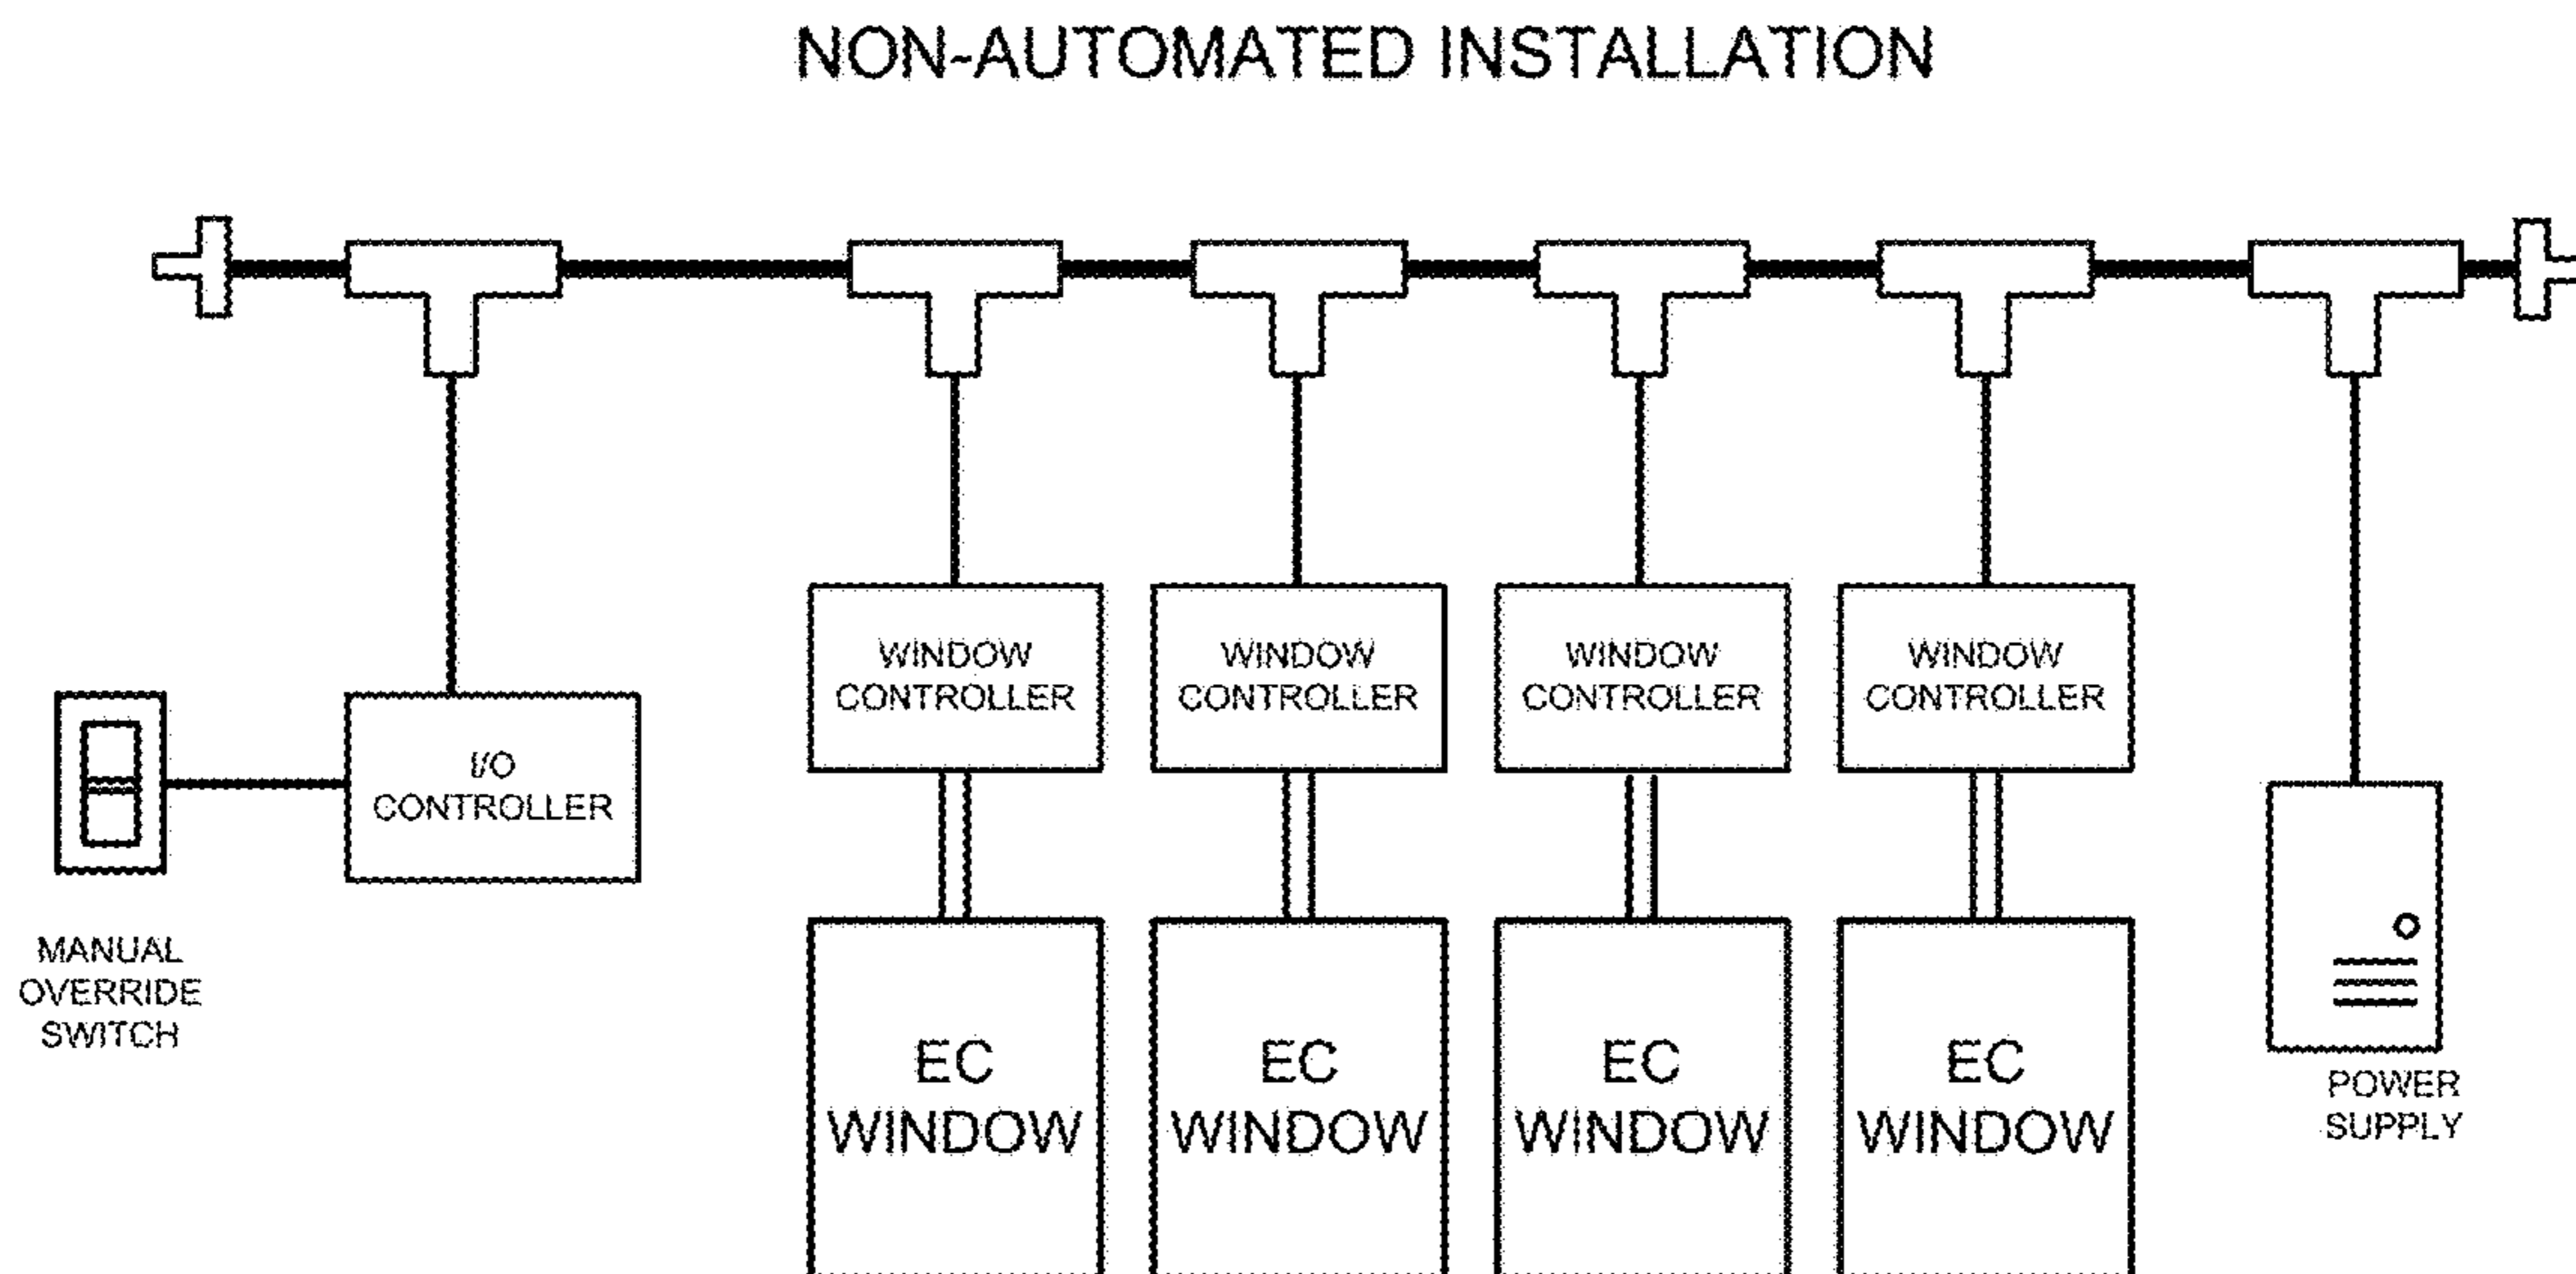 NON-AUTOMATED INSTALLATION
WINDOW
CONTROLLER
WINDOW
CONTROLLER
WINDOW
CONTROLLER
WINDOW
CONTROLLER
I/O
CONTROLLER
MANUAL
OVERRIDE
SWITCH
EC
WINDOW
EC
WINDOW
EC
WINDOW
EC
WINDOW
POWER
SUPPLY